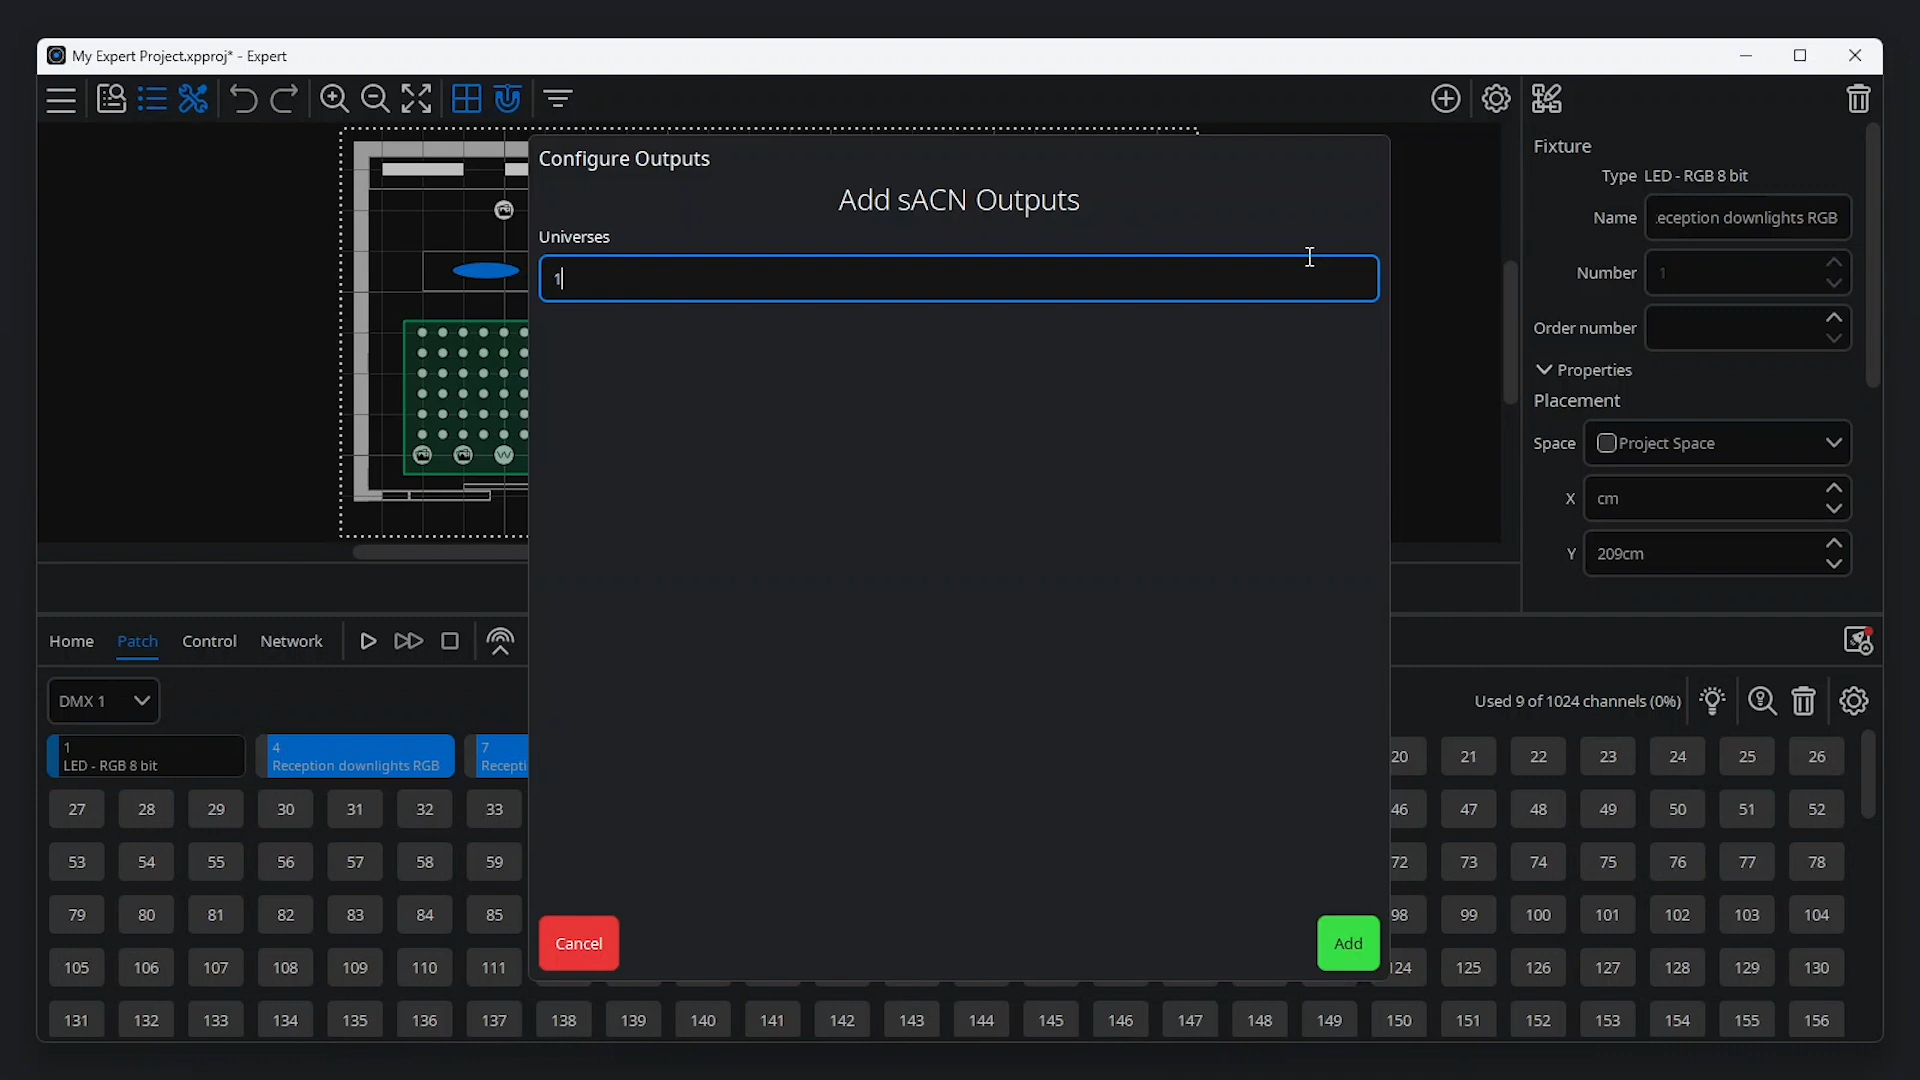 My Expert Project.xpproj* - Expert
Configure Outputs
Add sACN Outputs
Universes
1
Cancel
Add
Fixture
Type LED - RGB 8 bit
Name eception downlights RGB
Number 1
Order number
Properties
Placement
Space Project Space
X cm
Y 209cm
Home Patch Control Network
DMX 1
Used 9 of 1024 channels (0%)
1
LED - RGB 8 bit
4
Reception downlights RGB
7
Recepti
20 21 22 23 24 25 26
27 28 29 30 31 32 33 46 47 48 49 50 51 52
53 54 55 56 57 58 59 72 73 74 75 76 77 78
79 80 81 82 83 84 85 98 99 100 101 102 103 104
105 106 107 108 109 110 111 124 125 126 127 128 129 130
131 132 133 134 135 136 137 138 139 140 141 142 143 144 145 146 147 148 149 150 151 152 153 154 155 156